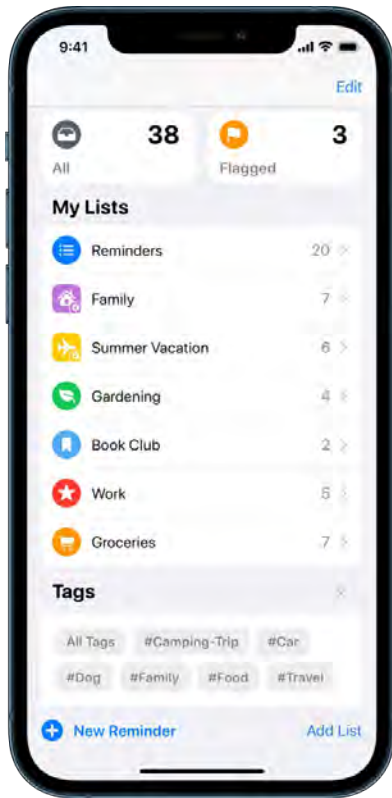 9:41
Edit
38 3
All Flagged
My Lists
Reminders 20
Family 7
Summer Vacation 6
Gardening 4
Book Club 2
Work 5
Groceries 7
Tags
All Tags #Camping-Trip #Car
#Dog #Family #Food #Travel
New Reminder Add List